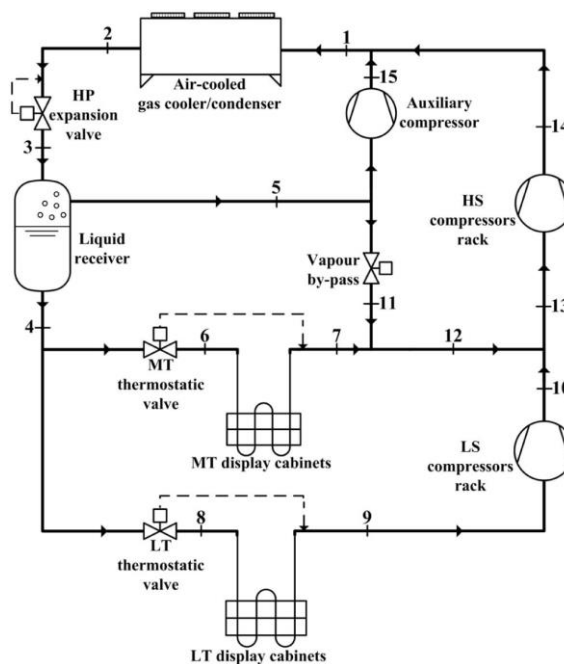 2
1
Air-cooled
gas cooler/condenser
HP
expansion
valve
15
Auxiliary
compressor
14
3
5
HS
compressors
rack
Liquid
receiver
Vapour
by-pass
4
11
13
6
7
12
MT
thermostatic
valve
10
LS
compressors
rack
MT display cabinets
8
9
LT
thermostatic
valve
LT display cabinets